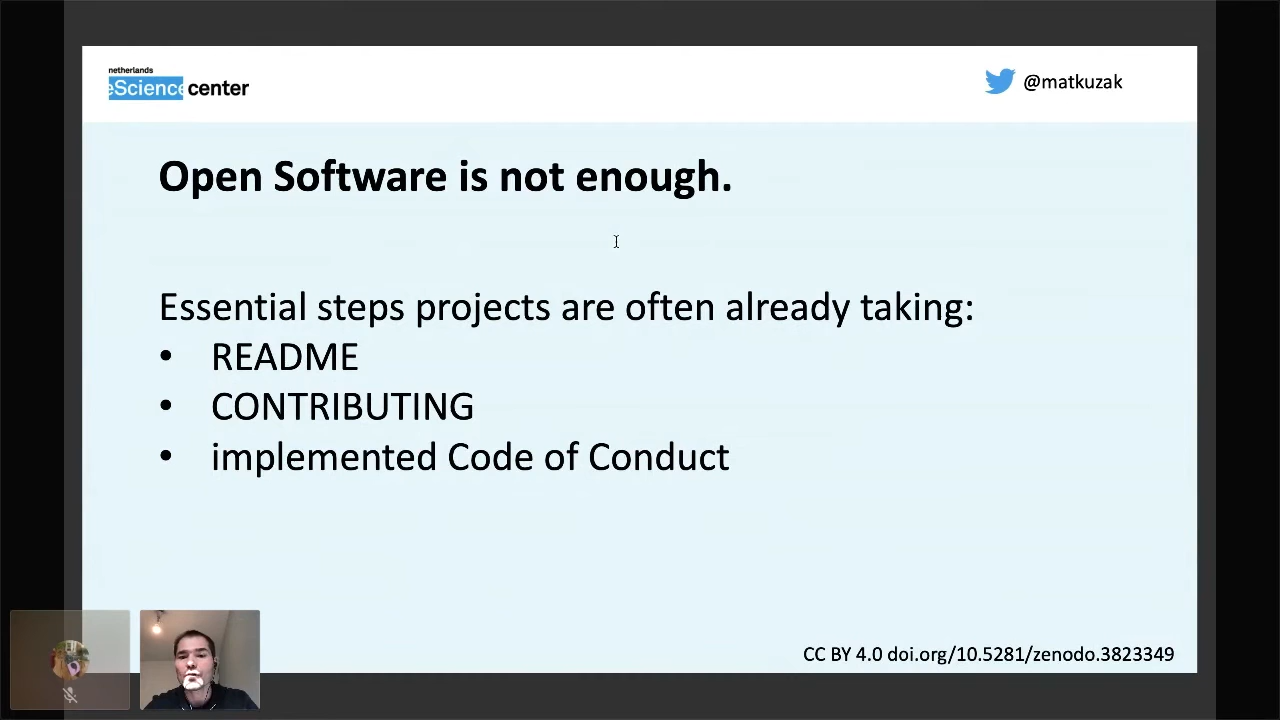 netherlands
eScience center
@matkuzak
Open Software is not enough.
Essential steps projects are often already taking:
• README
• CONTRIBUTING
• implemented Code of Conduct
CC BY 4.0 doi.org/10.5281/zenodo.3823349